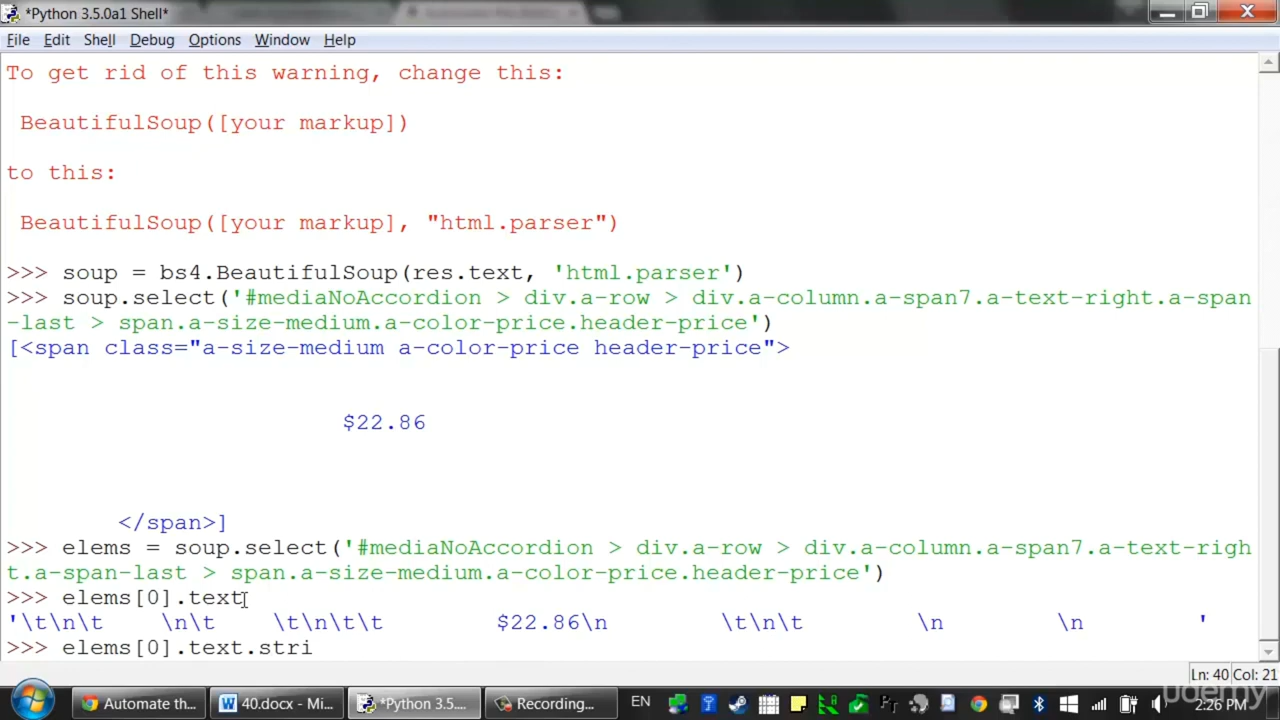 *Python 3.5.0a1 Shell*
File Edit Shell Debug Options Window Help
To get rid of this warning, change this:
BeautifulSoup([your markup])
to this:
BeautifulSoup([your markup], "html.parser")
>>> soup = bs4.BeautifulSoup(res.text, 'html.parser')
>>> soup.select('#mediaNoAccordion > div.a-row > div.a-column.a-span7.a-text-right.a-span
-last > span.a-size-medium.a-color-price.header-price')
[<span class="a-size-medium a-color-price header-price">
$22.86
</span>]
>>> elems = soup.select('#mediaNoAccordion > div.a-row > div.a-column.a-span7.a-text-righ
t.a-span-last > span.a-size-medium.a-color-price.header-price')
>>> elems[0].text
'\t\n\t    \n\t    \t\n\t\t        $22.86\n        \t\n\t        \n        \n        '
>>> elems[0].text.stri
Ln: 40 Col: 21
Automate th... 40.docx - Mi... *Python 3.5.... Recording... EN 2:26 PM
udemy